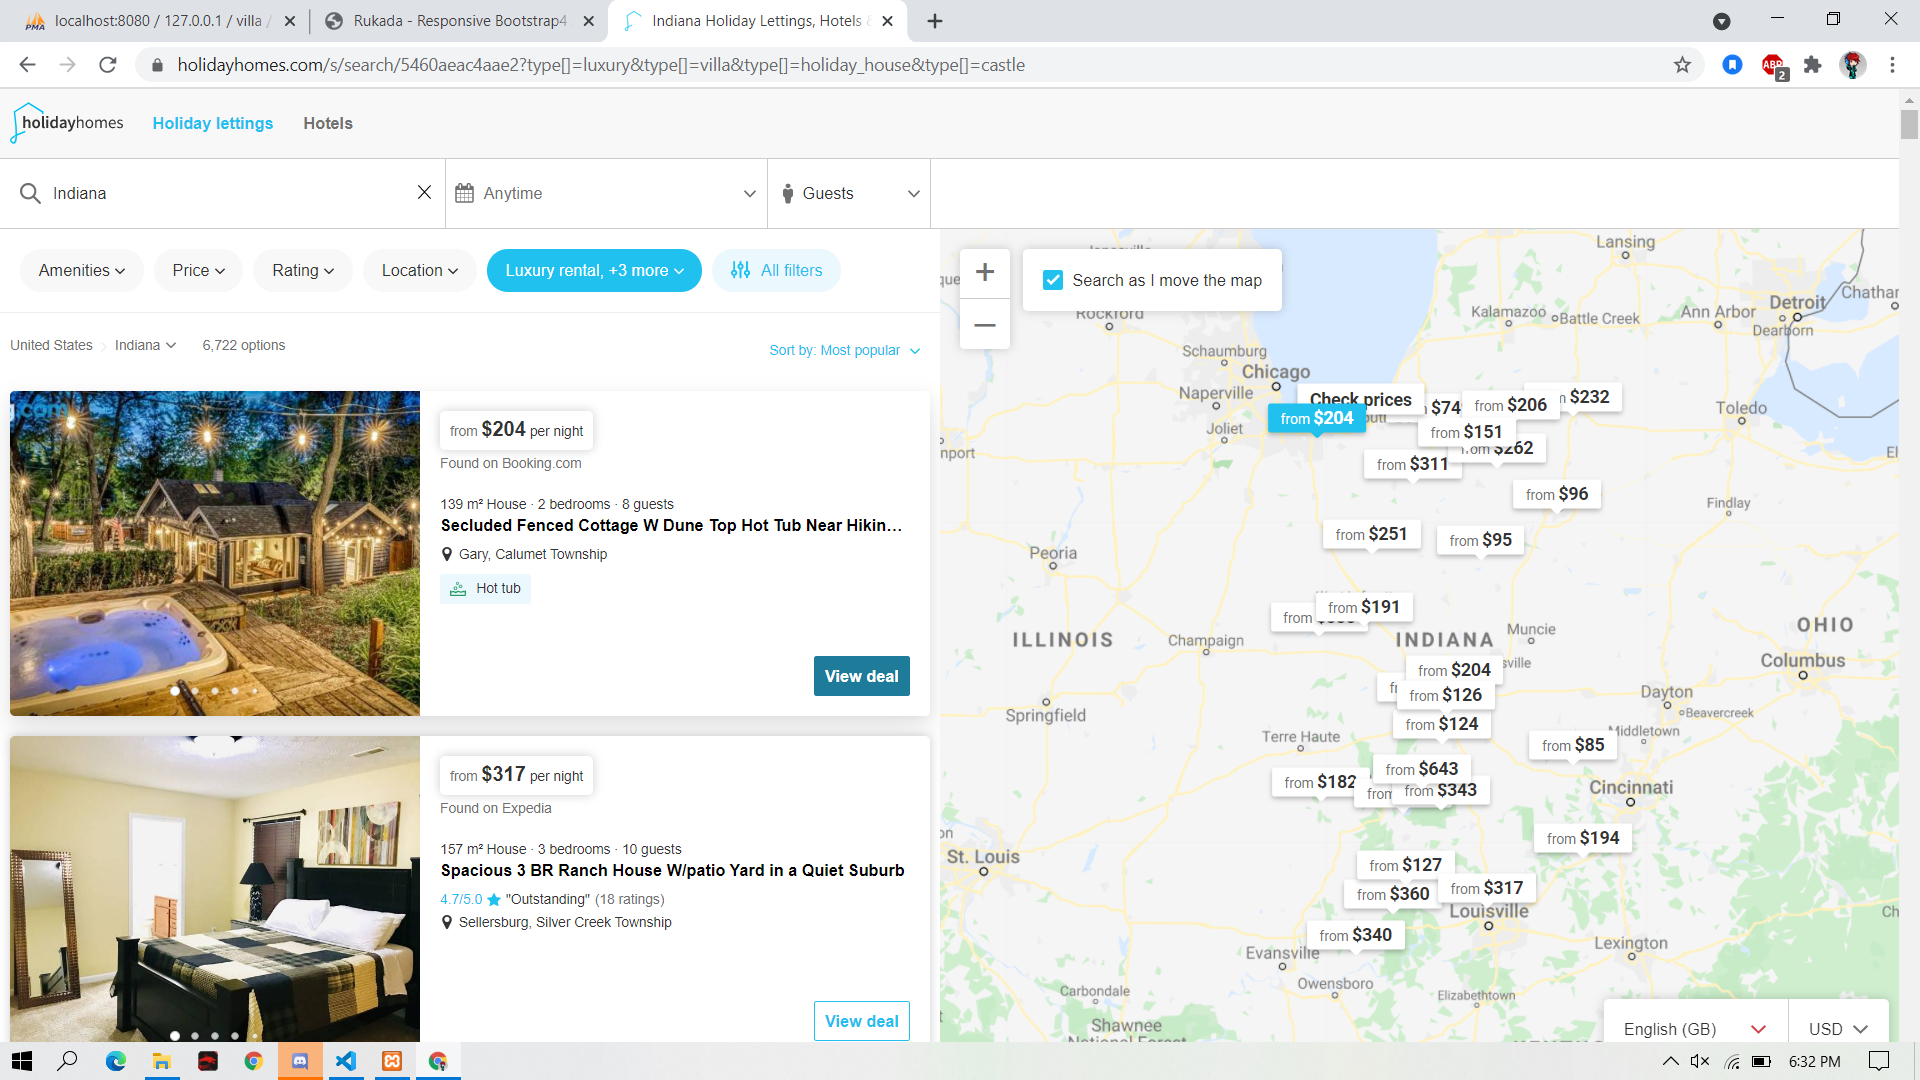 localhost:8080 / 127.0.0.1 / villa /
Rukada - Responsive Bootstrap4
Indiana Holiday Lettings, Hotels &
holidayhomes.com/s/search/5460aeac4aae2?type[]=luxury&type[]=villa&type[]=holiday_house&type[]=castle
ABP
2
holidayhomes
Holiday lettings
Hotels
Indiana
Anytime
Guests
Amenities
Price
Rating
Location
Luxury rental, +3 more
All filters
United States
Indiana
6,722 options
Sort by: Most popular
from $204 per night
Found on Booking.com
139 m² House · 2 bedrooms · 8 guests
Secluded Fenced Cottage W Dune Top Hot Tub Near Hikin...
Gary, Calumet Township
Hot tub
View deal
from $317 per night
Found on Expedia
157 m² House · 3 bedrooms · 10 guests
Spacious 3 BR Ranch House W/patio Yard in a Quiet Suburb
4.7/5.0 "Outstanding" (18 ratings)
Sellersburg, Silver Creek Township
View deal
+
Search as I move the map
−
Lansing
Rockford
Kalamazoo
Battle Creek
Ann Arbor
Detroit
Dearborn
Schaumburg
Chicago
Naperville
Joliet
Toledo
Check prices
from $204
$74
from $206
$232
from $151
from $262
from $311
from $96
Findlay
from $251
from $95
Peoria
from
from $191
ILLINOIS
Champaign
INDIANA
Muncie
OHIO
Columbus
from $204
from $126
from $124
Springfield
Dayton
Beavercreek
Terre Haute
Middletown
from $85
from $643
from $182
from
from $343
Cincinnati
from $194
St. Louis
from $127
from $360
from $317
Louisville
from $340
Evansville
Lexington
Owensboro
Carbondale
Elizabethtown
Shawnee
National Forest
English (GB)
USD
6:32 PM